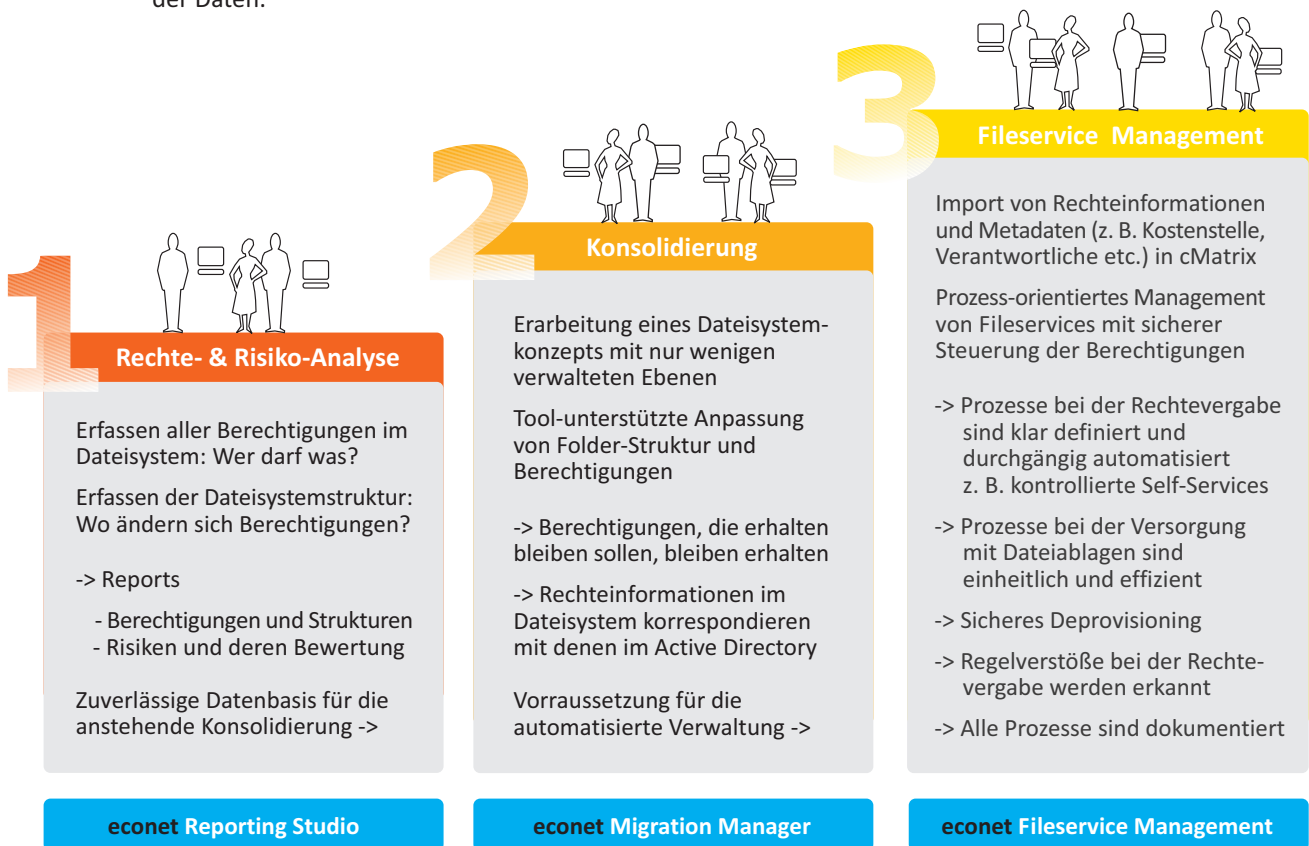 der Daten.
1
Rechte- & Risiko-Analyse
Erfassen aller Berechtigungen im
Dateisystem: Wer darf was?
Erfassen der Dateisystemstruktur:
Wo ändern sich Berechtigungen?
-> Reports
- Berechtigungen und Strukturen
- Risiken und deren Bewertung
Zuverlässige Datenbasis für die
anstehende Konsolidierung ->
econet Reporting Studio
2
Konsolidierung
Erarbeitung eines Dateisystem-
konzepts mit nur wenigen
verwalteten Ebenen
Tool-unterstützte Anpassung
von Folder-Struktur und
Berechtigungen
-> Berechtigungen, die erhalten
bleiben sollen, bleiben erhalten
-> Rechteinformationen im
Dateisystem korrespondieren
mit denen im Active Directory
Vorraussetzung für die
automatisierte Verwaltung ->
econet Migration Manager
3
Fileservice Management
Import von Rechteinformationen
und Metadaten (z. B. Kostenstelle,
Verantwortliche etc.) in cMatrix
Prozess-orientiertes Management
von Fileservices mit sicherer
Steuerung der Berechtigungen
-> Prozesse bei der Rechtevergabe
sind klar definiert und
durchgängig automatisiert
z. B. kontrollierte Self-Services
-> Prozesse bei der Versorgung
mit Dateiablagen sind
einheitlich und effizient
-> Sicheres Deprovisioning
-> Regelverstöße bei der Rechte-
vergabe werden erkannt
-> Alle Prozesse sind dokumentiert
econet Fileservice Management